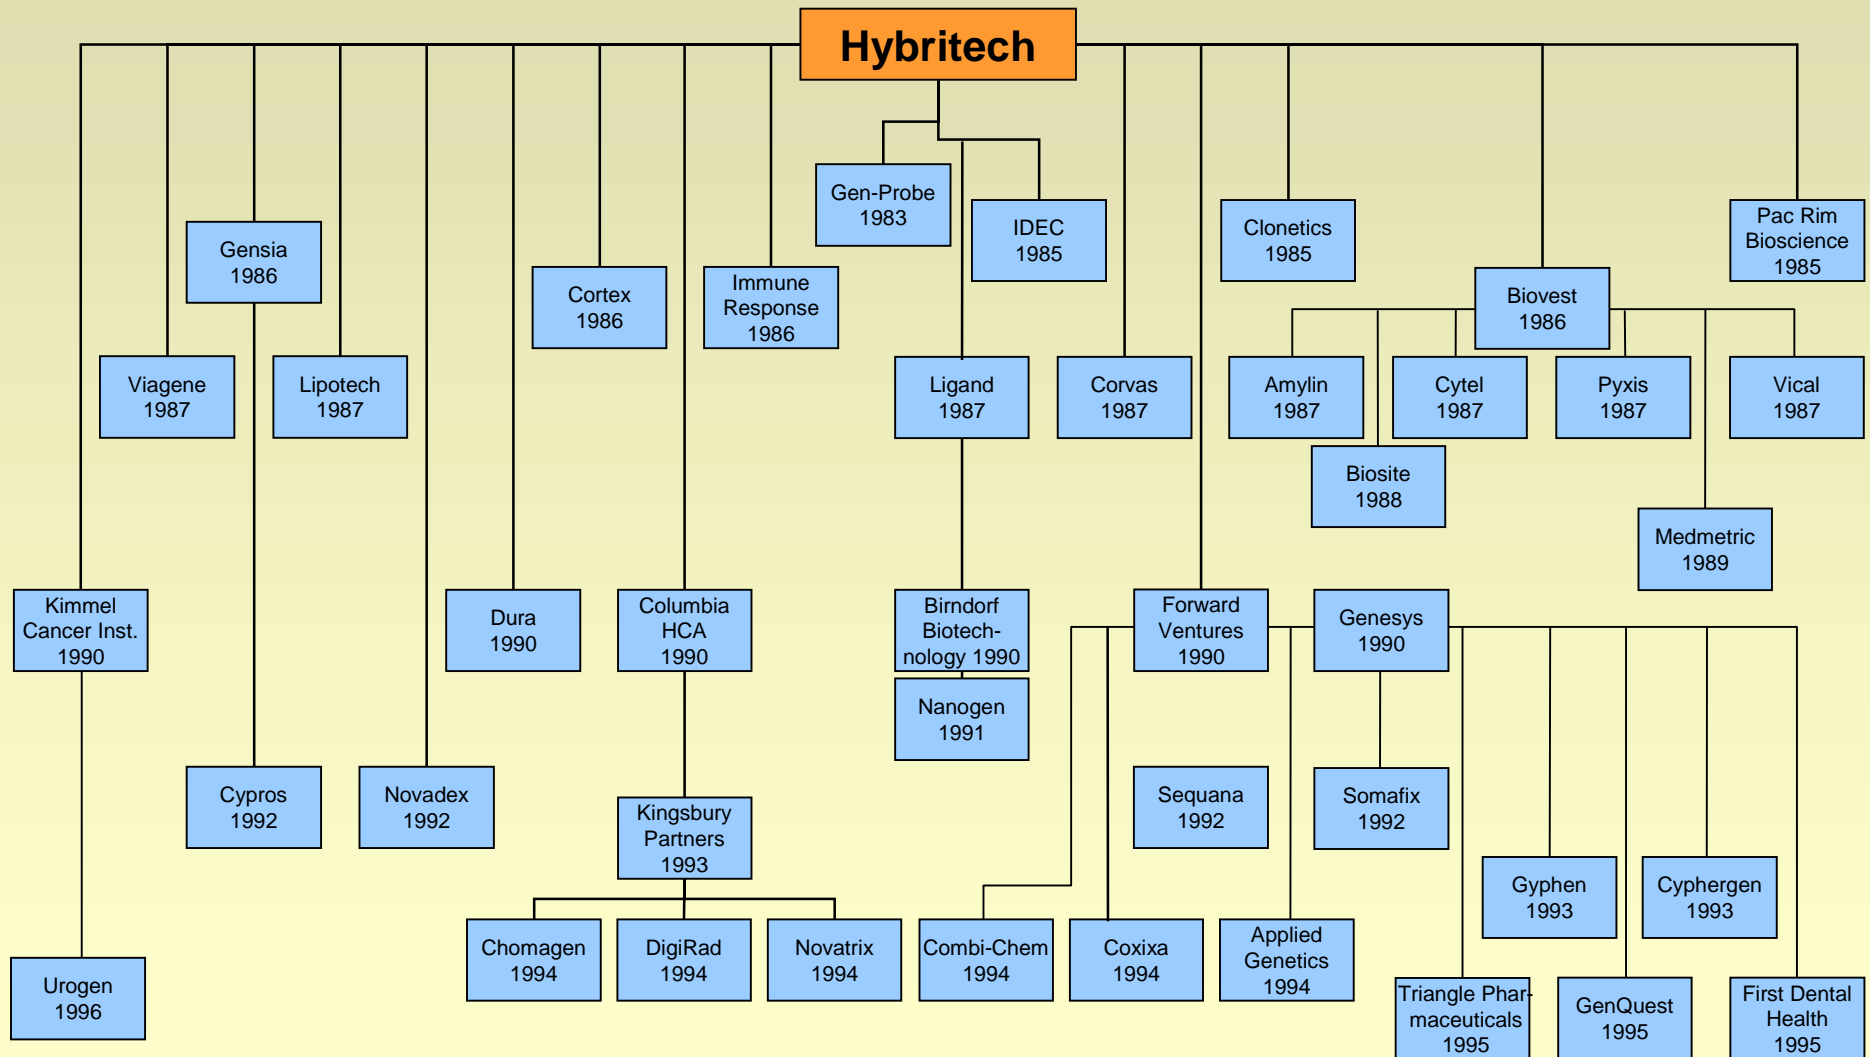 Hybritech
Gen-Probe
1983
IDEC
1985
Clonetics
1985
Pac Rim
Bioscience
1985
Gensia
1986
Cortex
1986
Immune
Response
1986
Biovest
1986
Viagene
1987
Lipotech
1987
Ligand
1987
Corvas
1987
Amylin
1987
Cytel
1987
Pyxis
1987
Vical
1987
Biosite
1988
Medmetric
1989
Kimmel
Cancer Inst.
1990
Dura
1990
Columbia
HCA
1990
Birndorf
Biotech-
nology 1990
Forward
Ventures
1990
Genesys
1990
Nanogen
1991
Cypros
1992
Novadex
1992
Kingsbury
Partners
1993
Sequana
1992
Somafix
1992
Gyphen
1993
Cyphergen
1993
Chomagen
1994
DigiRad
1994
Novatrix
1994
Combi-Chem
1994
Coxixa
1994
Applied
Genetics
1994
Urogen
1996
Triangle Phar-
maceuticals
1995
GenQuest
1995
First Dental
Health
1995